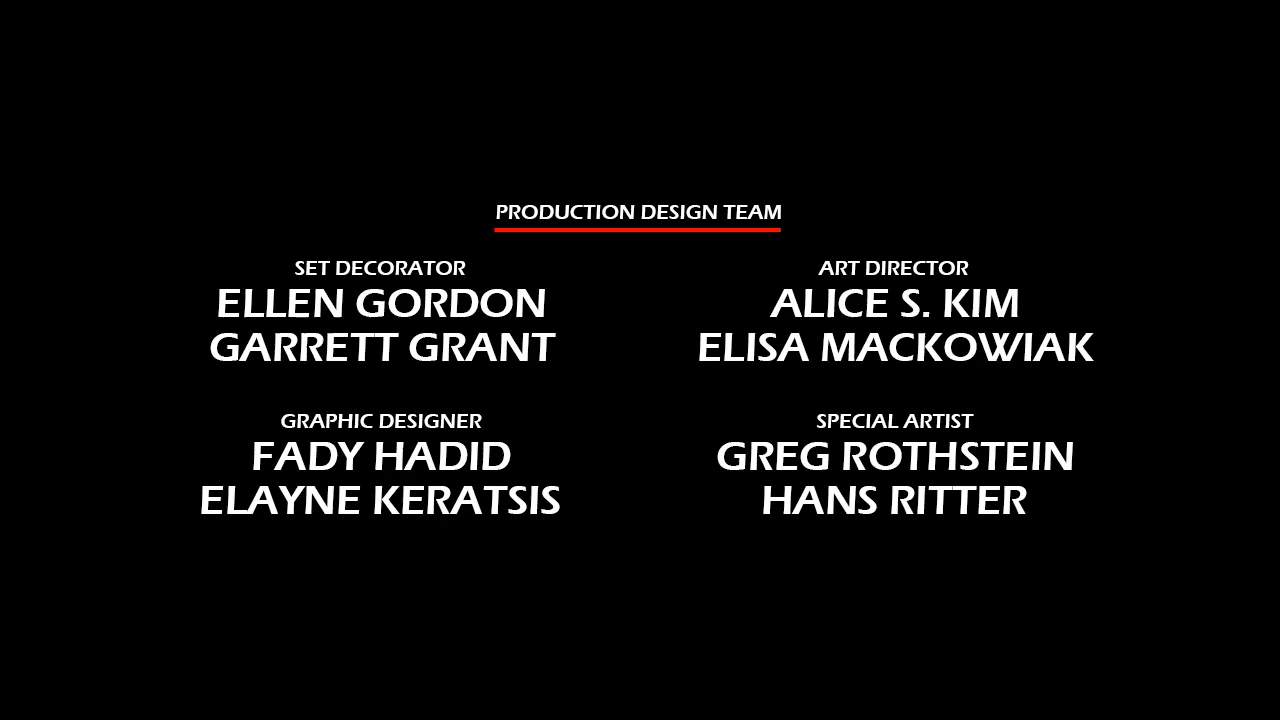 PRODUCTION DESIGN TEAM
SET DECORATOR
ELLEN GORDON
GARRETT GRANT
ART DIRECTOR
ALICE S. KIM
ELISA MACKOWIAK
GRAPHIC DESIGNER
FADY HADID
ELAYNE KERATSIS
SPECIAL ARTIST
GREG ROTHSTEIN
HANS RITTER